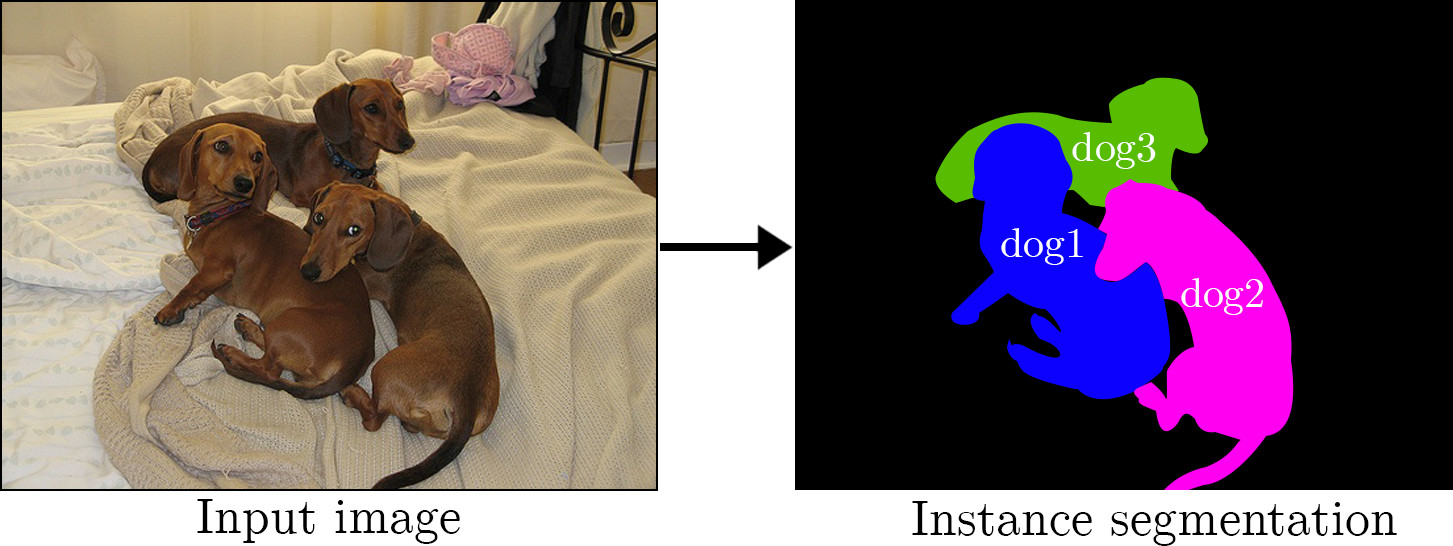 dog3
dog1
dog2
Input image
Instance segmentation